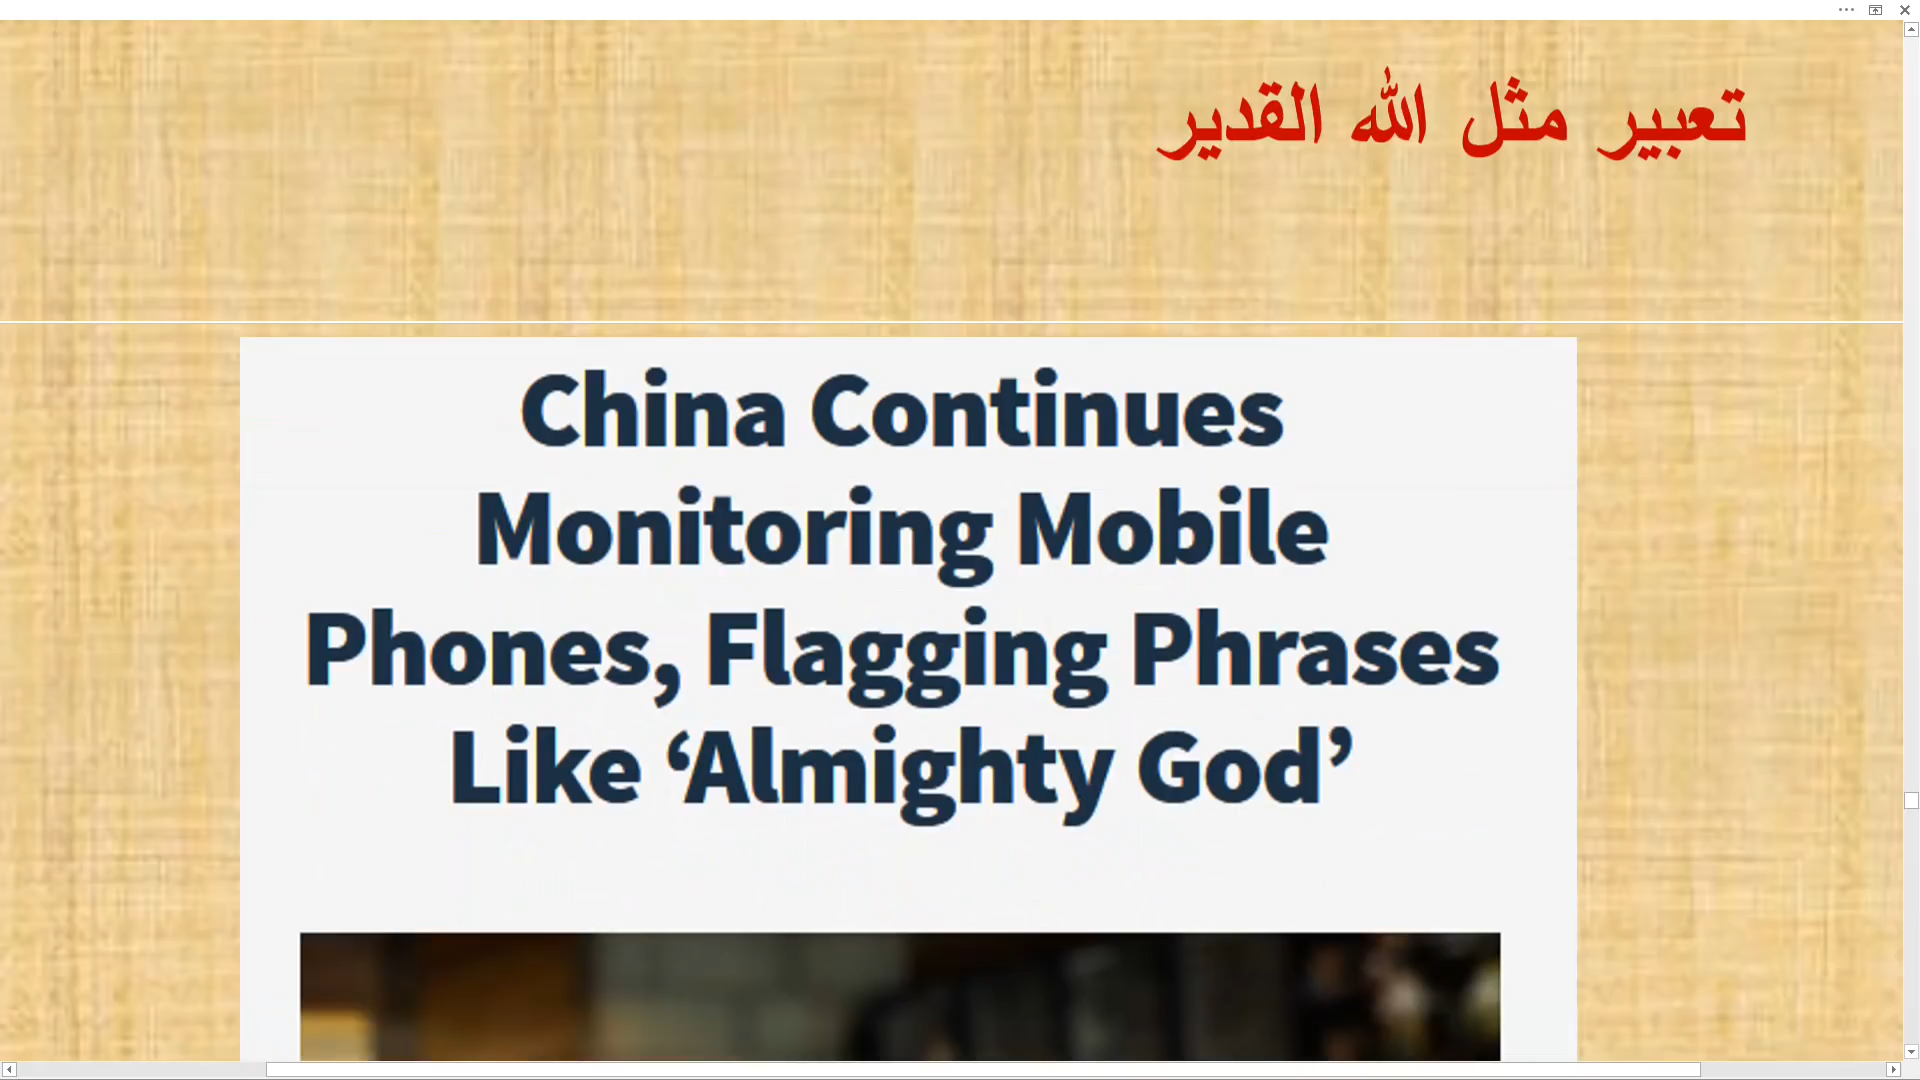 تعبير مثل الله القدير
China Continues
Monitoring Mobile
Phones, Flagging Phrases
Like ‘Almighty God’